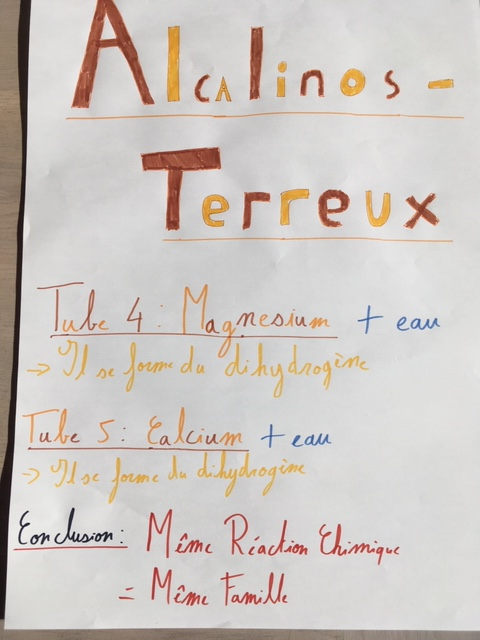 Alcalinos -
Terreux
Tube 4 : Magnesium + eau
→ Il se forme du dihydrogène
Tube 5 : Calcium + eau
→ Il se forme du dihydrogène
Conclusion : Même Réaction Chimique
= Même Famille